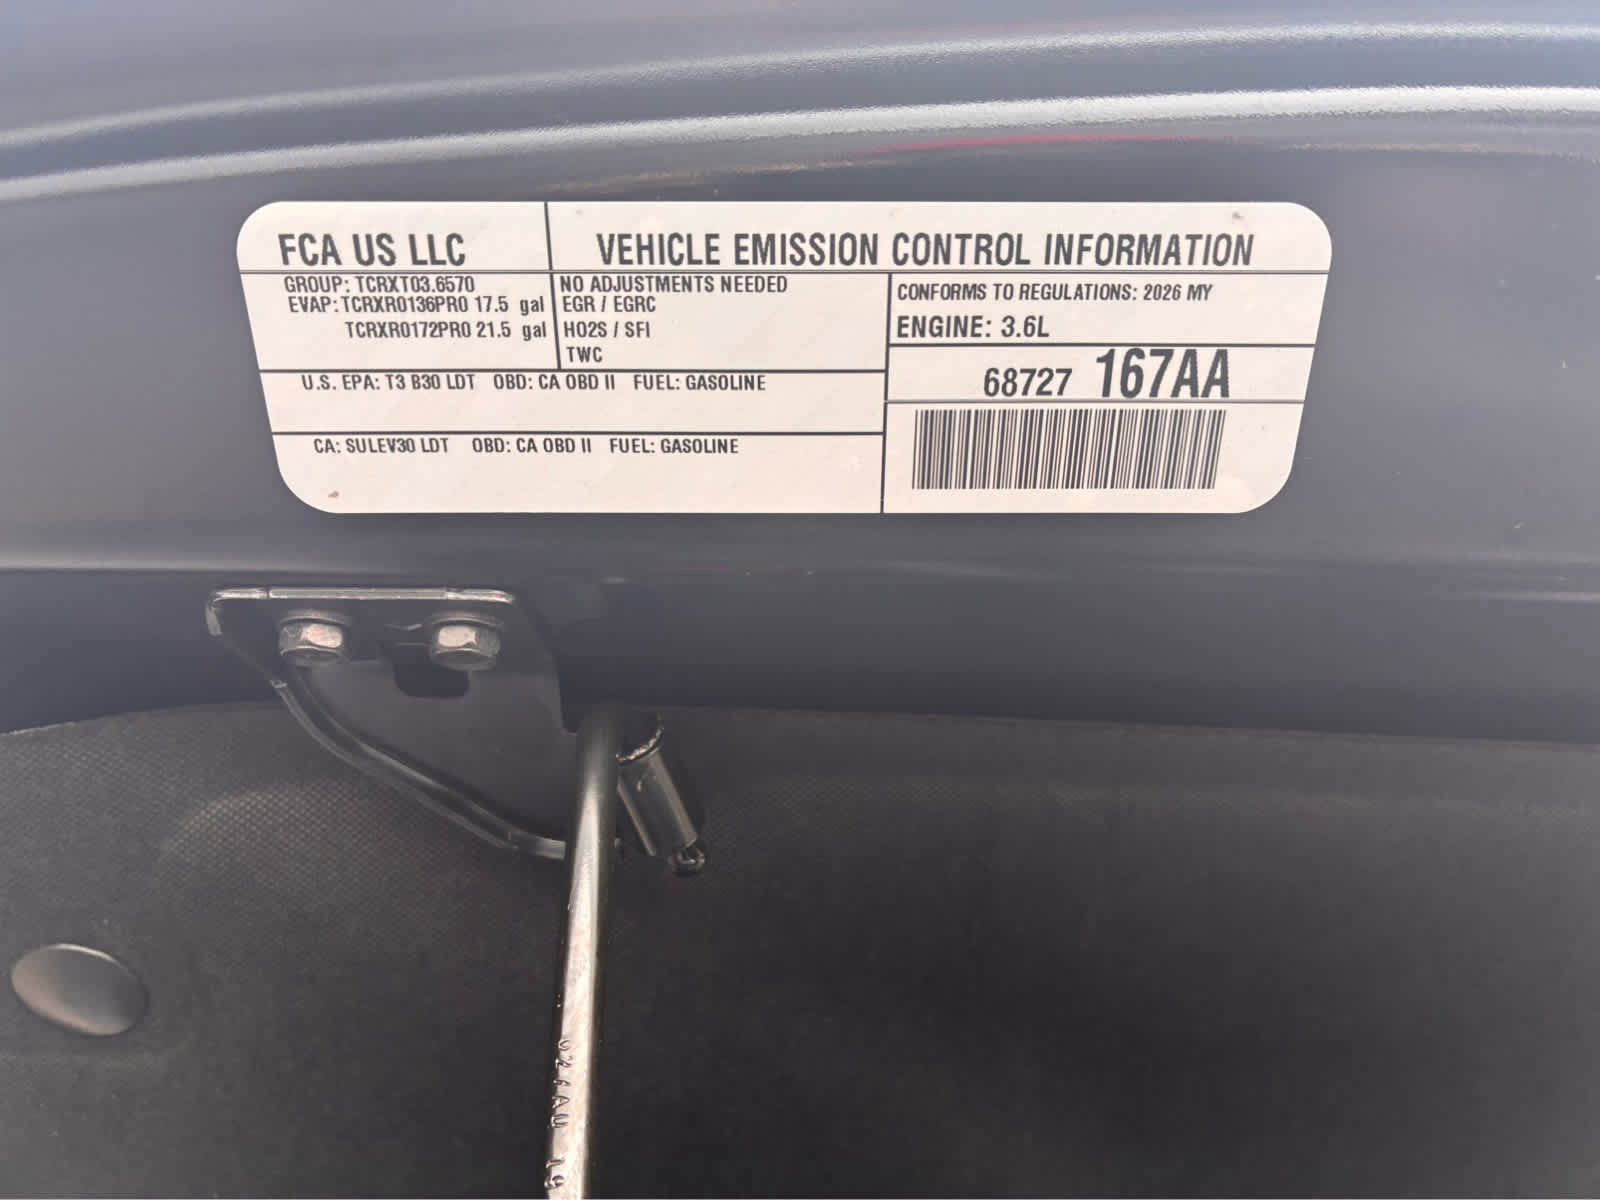 FCA US LLC
VEHICLE EMISSION CONTROL INFORMATION
GROUP: TCRXT03.6570
EVAP: TCRXR0136PR0 17.5 gal
TCRXR0172PR0 21.5 gal
NO ADJUSTMENTS NEEDED
EGR / EGRC
HO2S / SFI
TWC
CONFORMS TO REGULATIONS: 2026 MY
ENGINE: 3.6L
68727 167AA
U.S. EPA: T3 B30 LDT OBD: CA OBD II FUEL: GASOLINE
CA: SULEV30 LDT OBD: CA OBD II FUEL: GASOLINE